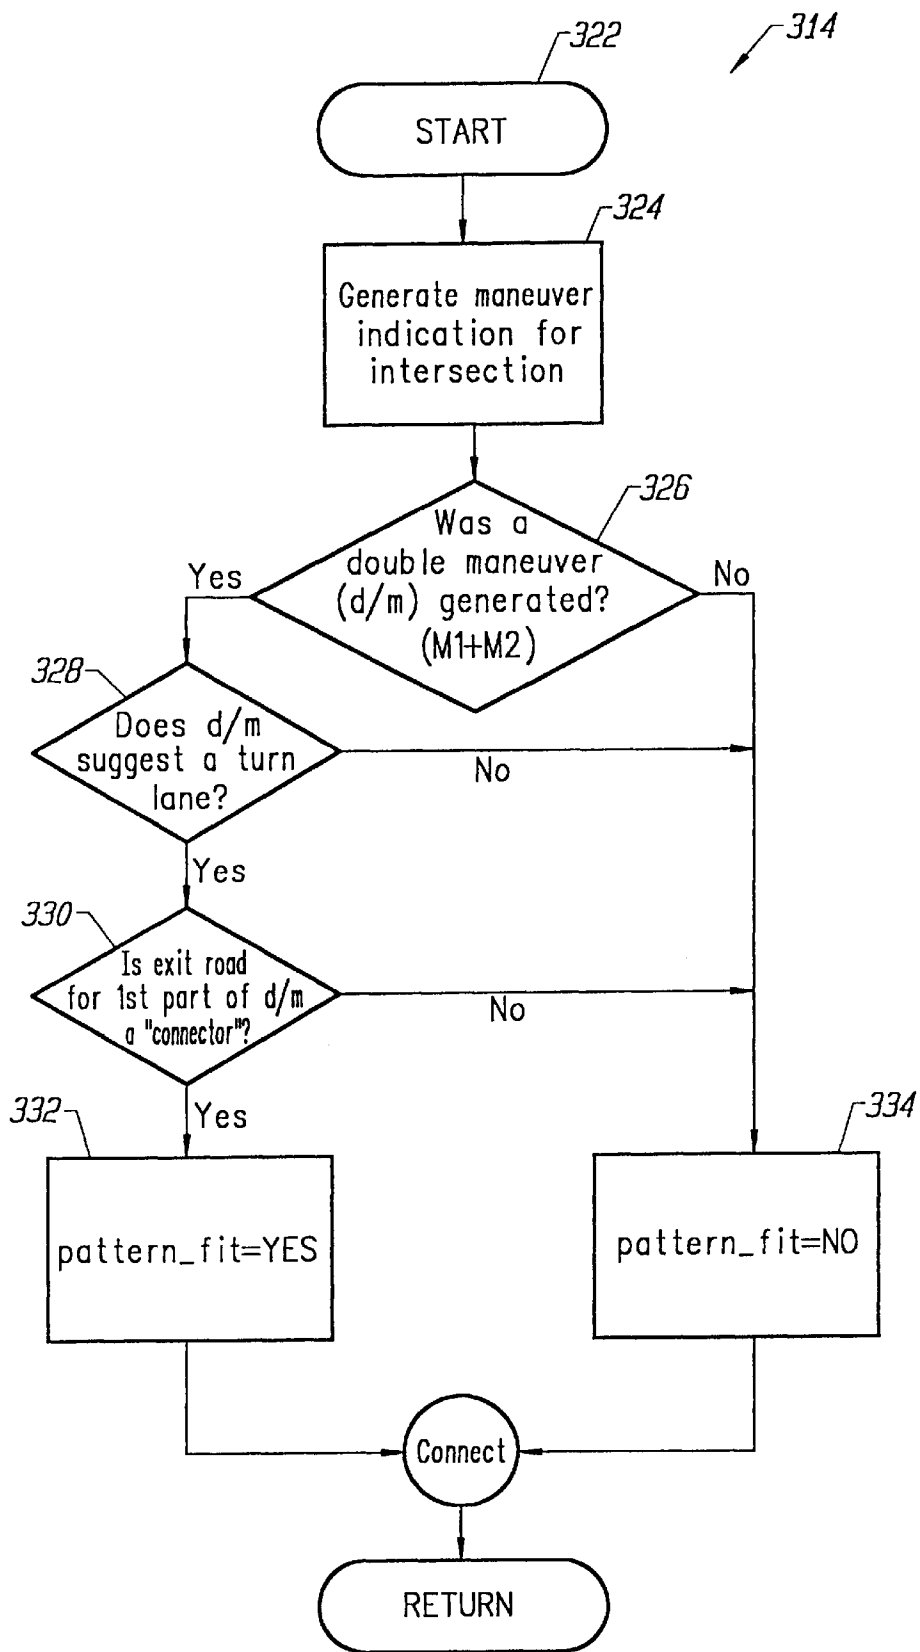 314
322
START
324
Generate maneuver
indication for
intersection
326
Was a
double maneuver
(d/m) generated?
(M1+M2)
Yes
No
328
Does d/m
suggest a turn
lane?
No
Yes
330
Is exit road
for 1st part of d/m
a "connector"?
No
Yes
332
pattern_fit=YES
334
pattern_fit=NO
Connect
RETURN